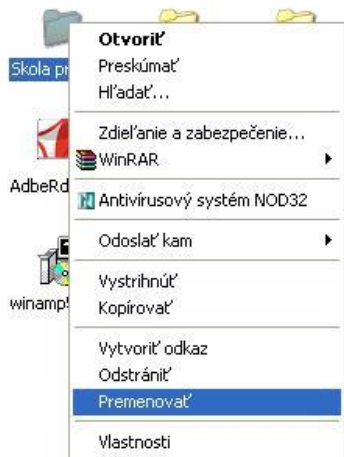 Otvoriť
Skola pr
Preskúmať
Hľadať...
Zdieľanie a zabezpečenie...
WinRAR
AdbeRd
Antivírusový systém NOD32
Odoslať kam
Vystrihnúť
winamp5
Kopírovať
Vytvoriť odkaz
Odstrániť
Premenovať
Vlastnosti